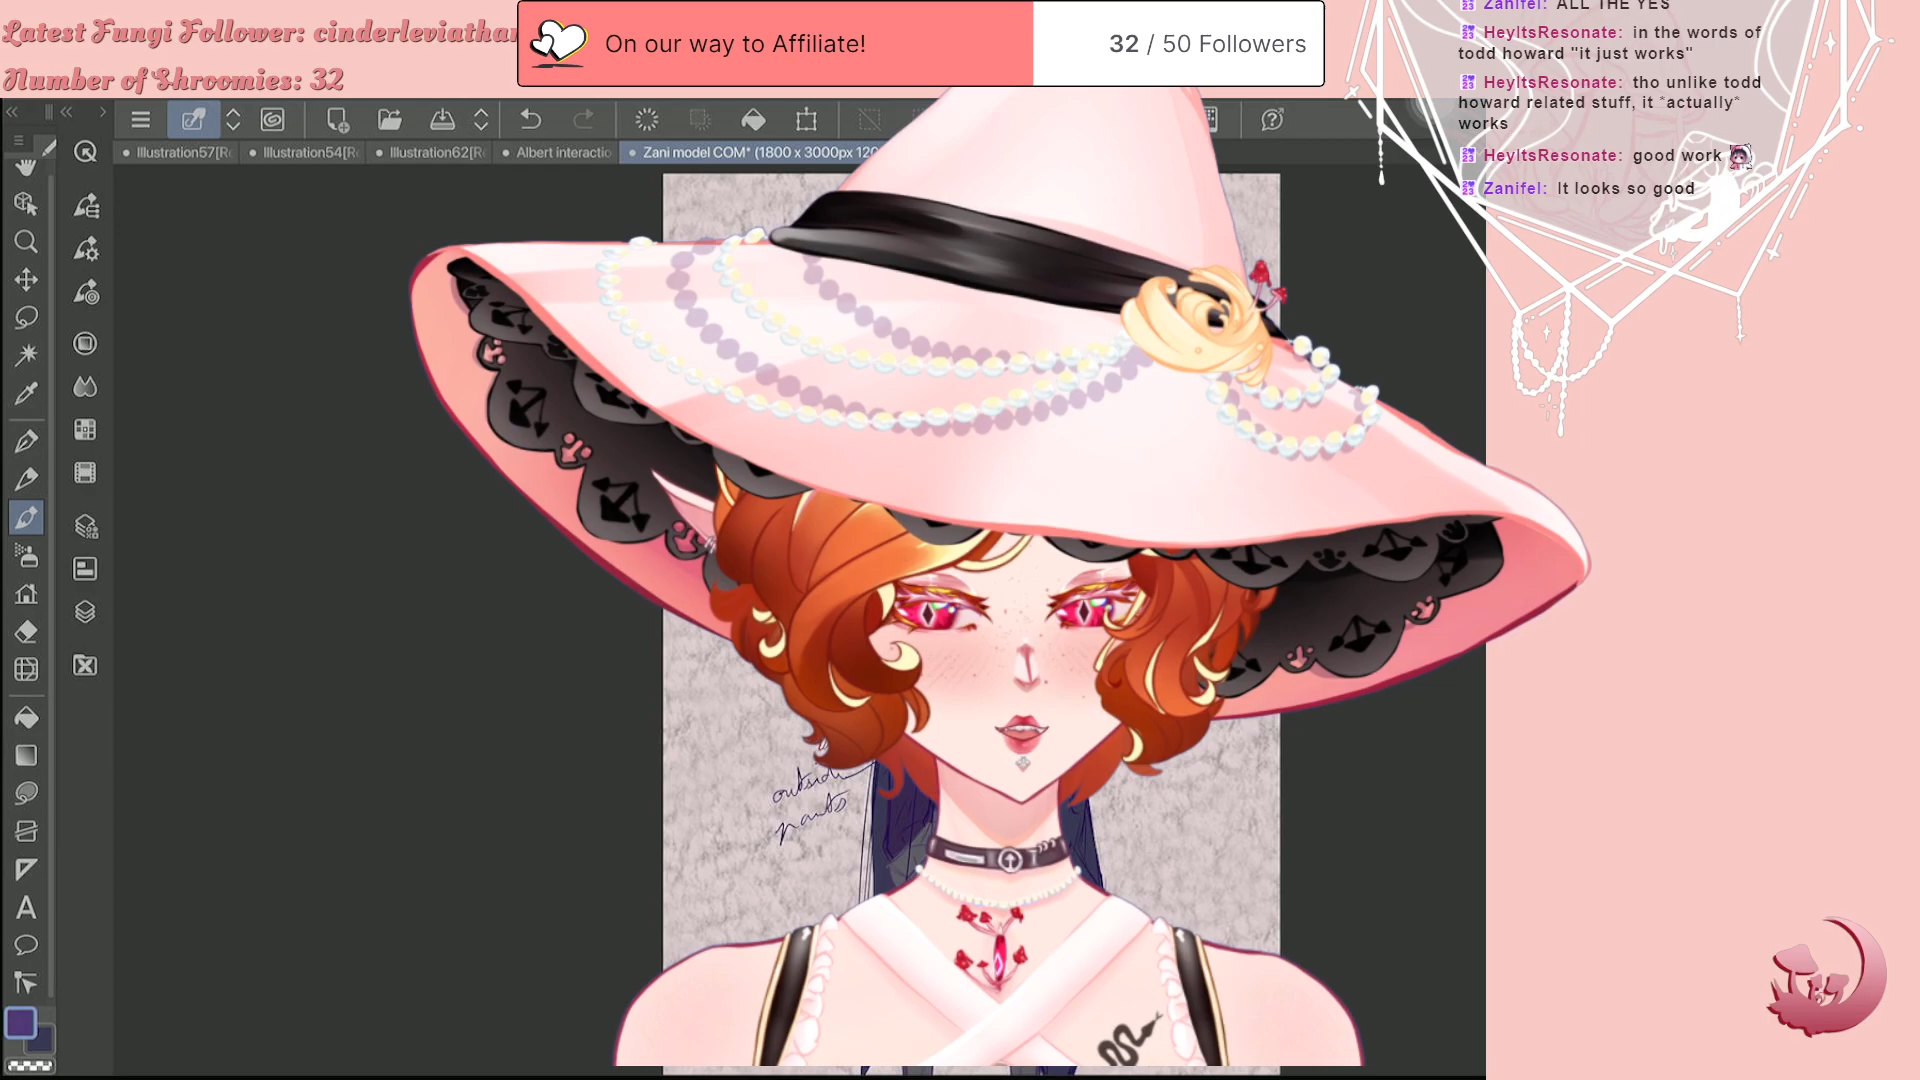 Latest Fungi Follower: cinderleviathan
Number of Shroomies: 32
On our way to Affiliate!
32 / 50 Followers
Zanifel: ALL THE YES
HeyItsResonate: in the words of
todd howard "it just works"
HeyItsResonate: tho unlike todd
howard related stuff, it *actually*
works
HeyItsResonate: good work
Zanifel: It looks so good
Illustration57[R
Illustration54[R
Illustration62[R
Albert interactio
Zani model COM* (1800 x 3000px 120
outside
pants
A